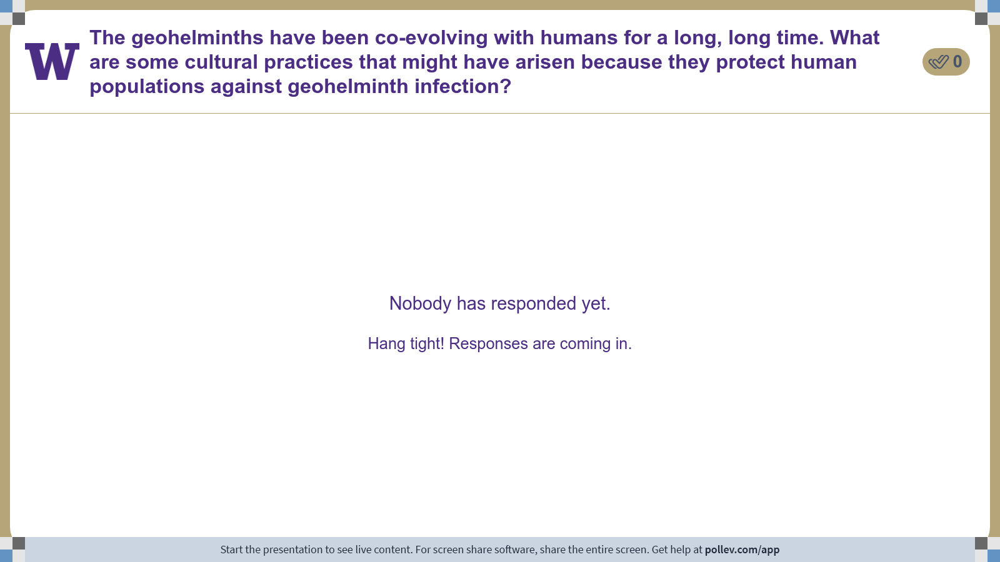 W
The geohelminths have been co-evolving with humans for a long, long time. What
are some cultural practices that might have arisen because they protect human
populations against geohelminth infection?
0
Nobody has responded yet.
Hang tight! Responses are coming in.
Start the presentation to see live content. For screen share software, share the entire screen. Get help at pollev.com/app